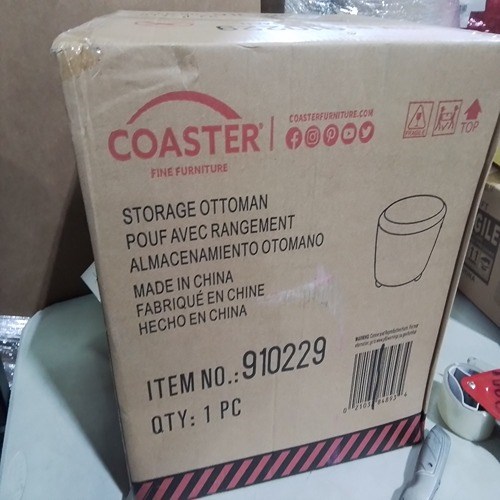 COASTER
FINE FURNITURE
COASTERFURNITURE.COM
TOP
STORAGE OTTOMAN
POUF AVEC RANGEMENT
ALMACENAMIENTO OTOMANO
MADE IN CHINA
FABRIQUÉ EN CHINE
HECHO EN CHINA
ITEM NO.: 910229
QTY: 1 PC